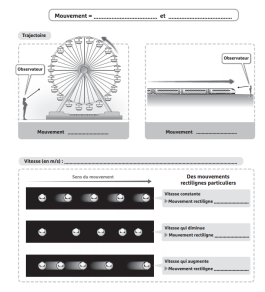 Mouvement = ____________ et ____________
Trajectoire
Observateur
Observateur
Mouvement ____________
Mouvement ____________
Vitesse (en m/s) : ____________
Sens du mouvement
Des mouvements
rectilignes particuliers
Vitesse constante
Mouvement rectiligne ____________
Vitesse qui diminue
Mouvement rectiligne ____________
Vitesse qui augmente
Mouvement rectiligne ____________